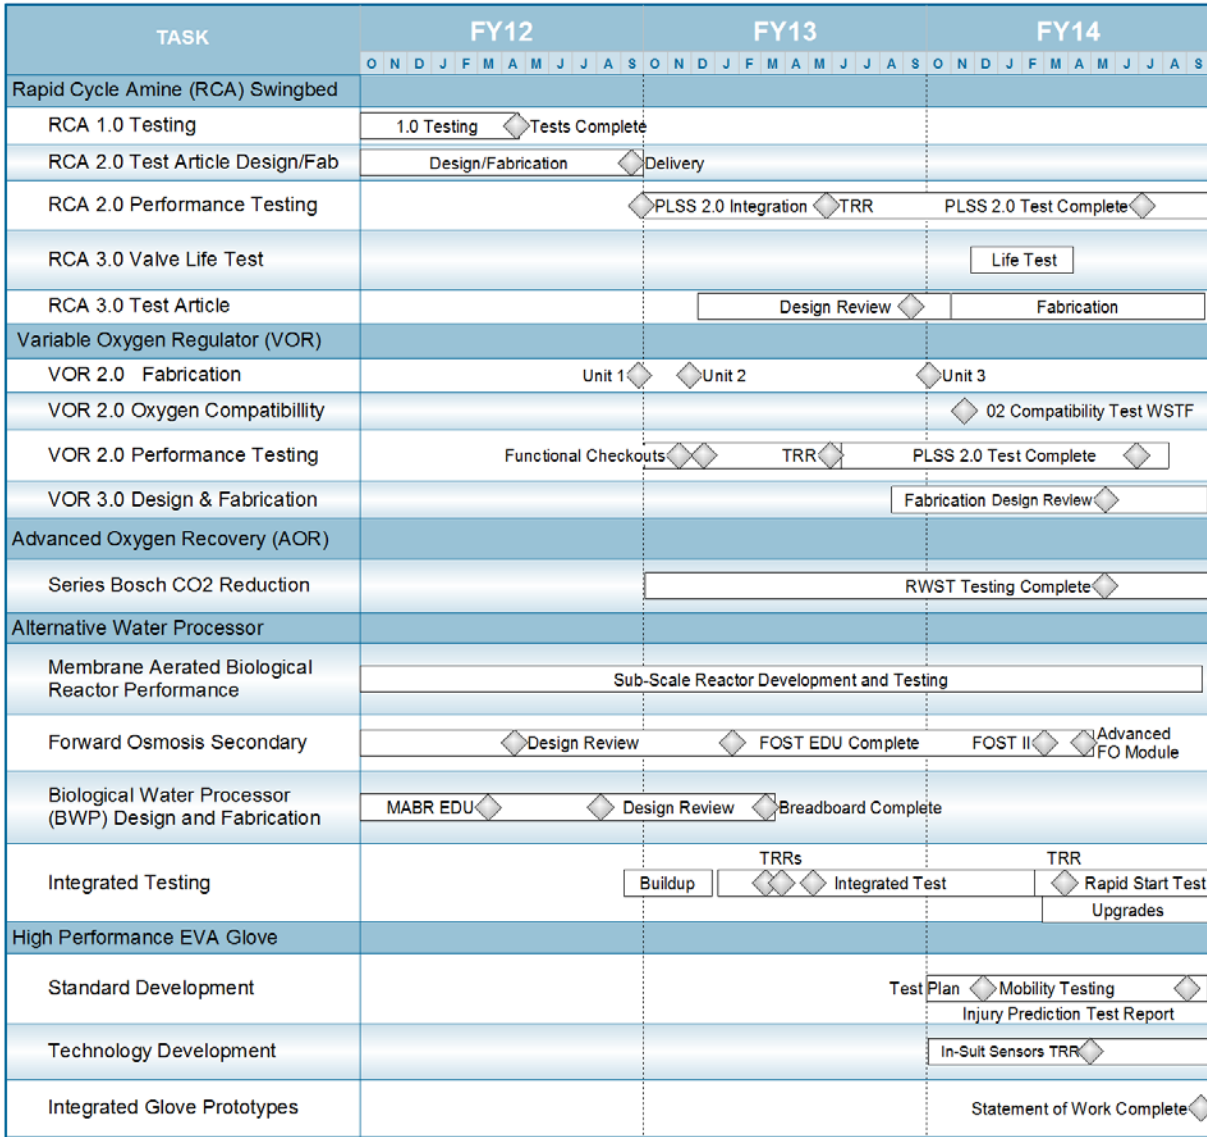 TASK FY12 FY13 FY14
O N D J F M A M J J A S O N D J F M A M J J A S O N D J F M A M J J A S
Rapid Cycle Amine (RCA) Swingbed
RCA 1.0 Testing 1.0 Testing Tests Complete
RCA 2.0 Test Article Design/Fab Design/Fabrication Delivery
RCA 2.0 Performance Testing PLSS 2.0 Integration TRR PLSS 2.0 Test Complete
RCA 3.0 Valve Life Test Life Test
RCA 3.0 Test Article Design Review Fabrication
Variable Oxygen Regulator (VOR)
VOR 2.0 Fabrication Unit 1 Unit 2 Unit 3
VOR 2.0 Oxygen Compatibillity 02 Compatibility Test WSTF
VOR 2.0 Performance Testing Functional Checkouts TRR PLSS 2.0 Test Complete
VOR 3.0 Design & Fabrication Fabrication Design Review
Advanced Oxygen Recovery (AOR)
Series Bosch CO2 Reduction RWST Testing Complete
Alternative Water Processor
Membrane Aerated Biological
Reactor Performance
Sub-Scale Reactor Development and Testing
Forward Osmosis Secondary Design Review FOST EDU Complete FOST II Advanced
FO Module
Biological Water Processor
(BWP) Design and Fabrication
MABR EDU Design Review Breadboard Complete
TRRs TRR
Integrated Testing Buildup Integrated Test Rapid Start Test
Upgrades
High Performance EVA Glove
Standard Development Test Plan Mobility Testing
Injury Prediction Test Report
Technology Development In-Suit Sensors TRR
Integrated Glove Prototypes Statement of Work Complete